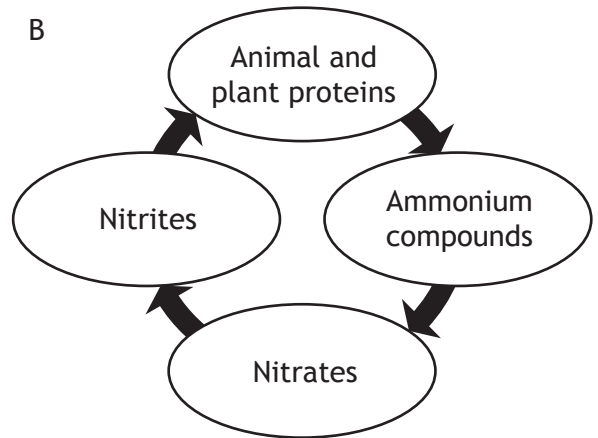 B
Animal and
plant proteins
Ammonium
compounds
Nitrites
Nitrates